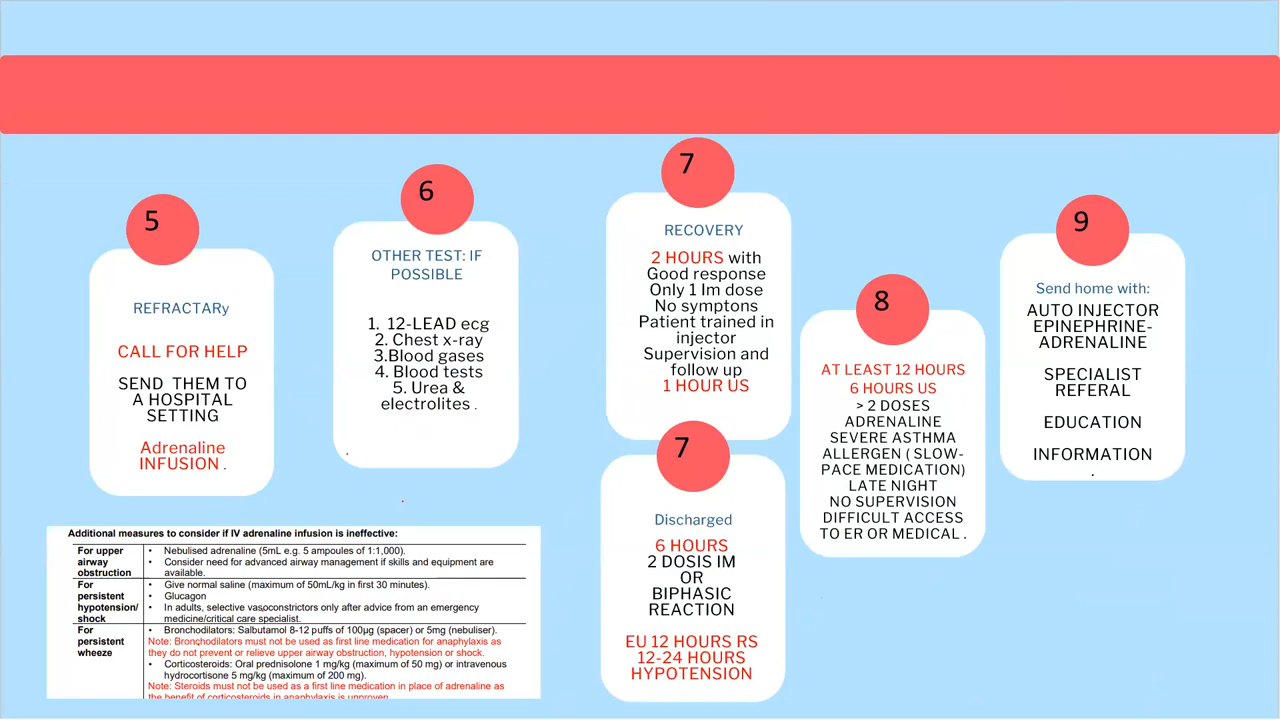 5
REFRACTARy
CALL FOR HELP
SEND THEM TO
A HOSPITAL
SETTING
Adrenaline
INFUSION .
6
OTHER TEST: IF
POSSIBLE
1. 12-LEAD ecg
2. Chest x-ray
3.Blood gases
4. Blood tests
5. Urea &
electrolites .
7
RECOVERY
2 HOURS with
Good response
Only 1 Im dose
No symptons
Patient trained in
injector
Supervision and
follow up
1 HOUR US
7
Discharged
6 HOURS
2 DOSIS IM
OR
BIPHASIC
REACTION
EU 12 HOURS RS
12-24 HOURS
HYPOTENSION
8
AT LEAST 12 HOURS
6 HOURS US
> 2 DOSES
ADRENALINE
SEVERE ASTHMA
ALLERGEN ( SLOW-
PACE MEDICATION)
LATE NIGHT
NO SUPERVISION
DIFFICULT ACCESS
TO ER OR MEDICAL .
9
Send home with:
AUTO INJECTOR
EPINEPHRINE-
ADRENALINE
SPECIALIST
REFERAL
EDUCATION
INFORMATION
.
Additional measures to consider if IV adrenaline infusion is ineffective:
For upper
airway
obstruction
• Nebulised adrenaline (5mL e.g. 5 ampoules of 1:1,000).
• Consider need for advanced airway management if skills and equipment are
available.
For
persistent
hypotension/
shock
• Give normal saline (maximum of 50mL/kg in first 30 minutes).
• Glucagon
• In adults, selective vasoconstrictors only after advice from an emergency
medicine/critical care specialist.
For
persistent
wheeze
• Bronchodilators: Salbutamol 8-12 puffs of 100µg (spacer) or 5mg (nebuliser).
Note: Bronchodilators must not be used as first line medication for anaphylaxis as
they do not prevent or relieve upper airway obstruction, hypotension or shock.
• Corticosteroids: Oral prednisolone 1 mg/kg (maximum of 50 mg) or intravenous
hydrocortisone 5 mg/kg (maximum of 200 mg).
Note: Steroids must not be used as a first line medication in place of adrenaline as
the benefit of corticosteroids in anaphylaxis is unproven.